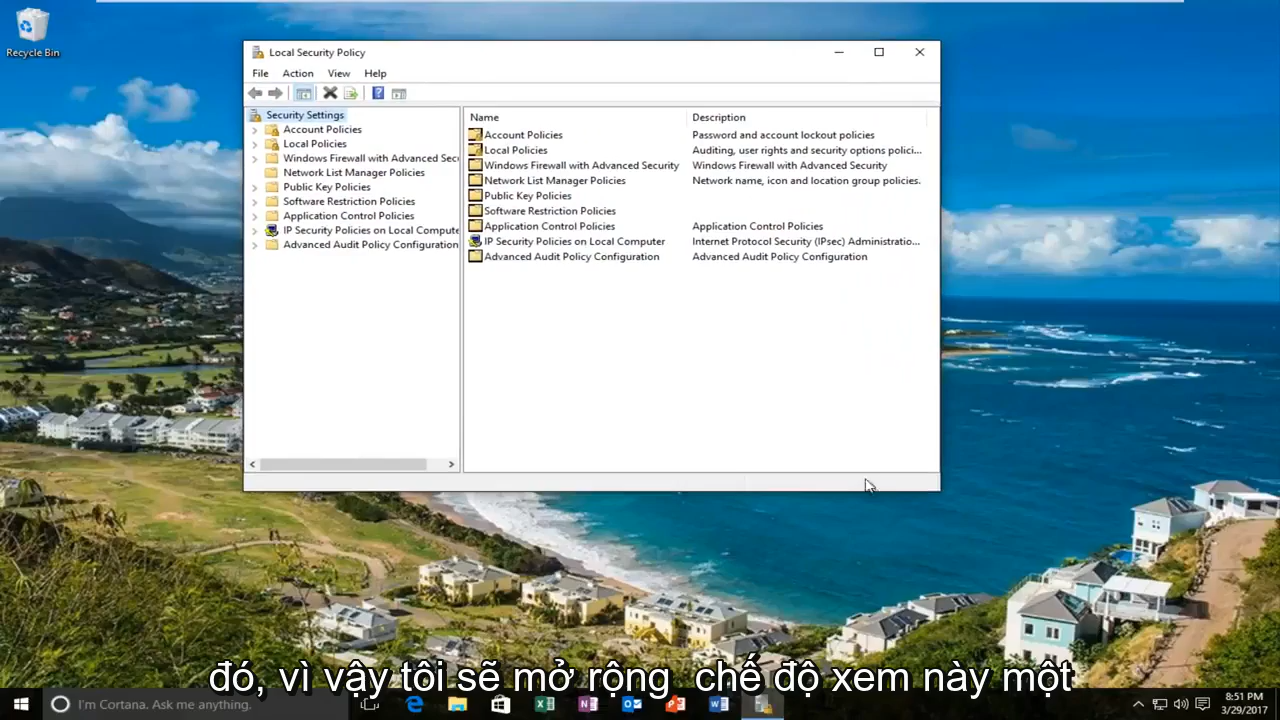 Recycle Bin
Local Security Policy
File Action View Help
Security Settings
Account Policies
Local Policies
Windows Firewall with Advanced Sec
Network List Manager Policies
Public Key Policies
Software Restriction Policies
Application Control Policies
IP Security Policies on Local Compute
Advanced Audit Policy Configuration
Name Description
Account Policies Password and account lockout policies
Local Policies Auditing, user rights and security options polici...
Windows Firewall with Advanced Security Windows Firewall with Advanced Security
Network List Manager Policies Network name, icon and location group policies.
Public Key Policies
Software Restriction Policies
Application Control Policies Application Control Policies
IP Security Policies on Local Computer Internet Protocol Security (IPsec) Administratio...
Advanced Audit Policy Configuration Advanced Audit Policy Configuration
đó, vì vậy tôi sẽ mở rộng chế độ xem này một
I'm Cortana. Ask me anything.
8:51 PM
3/29/2017